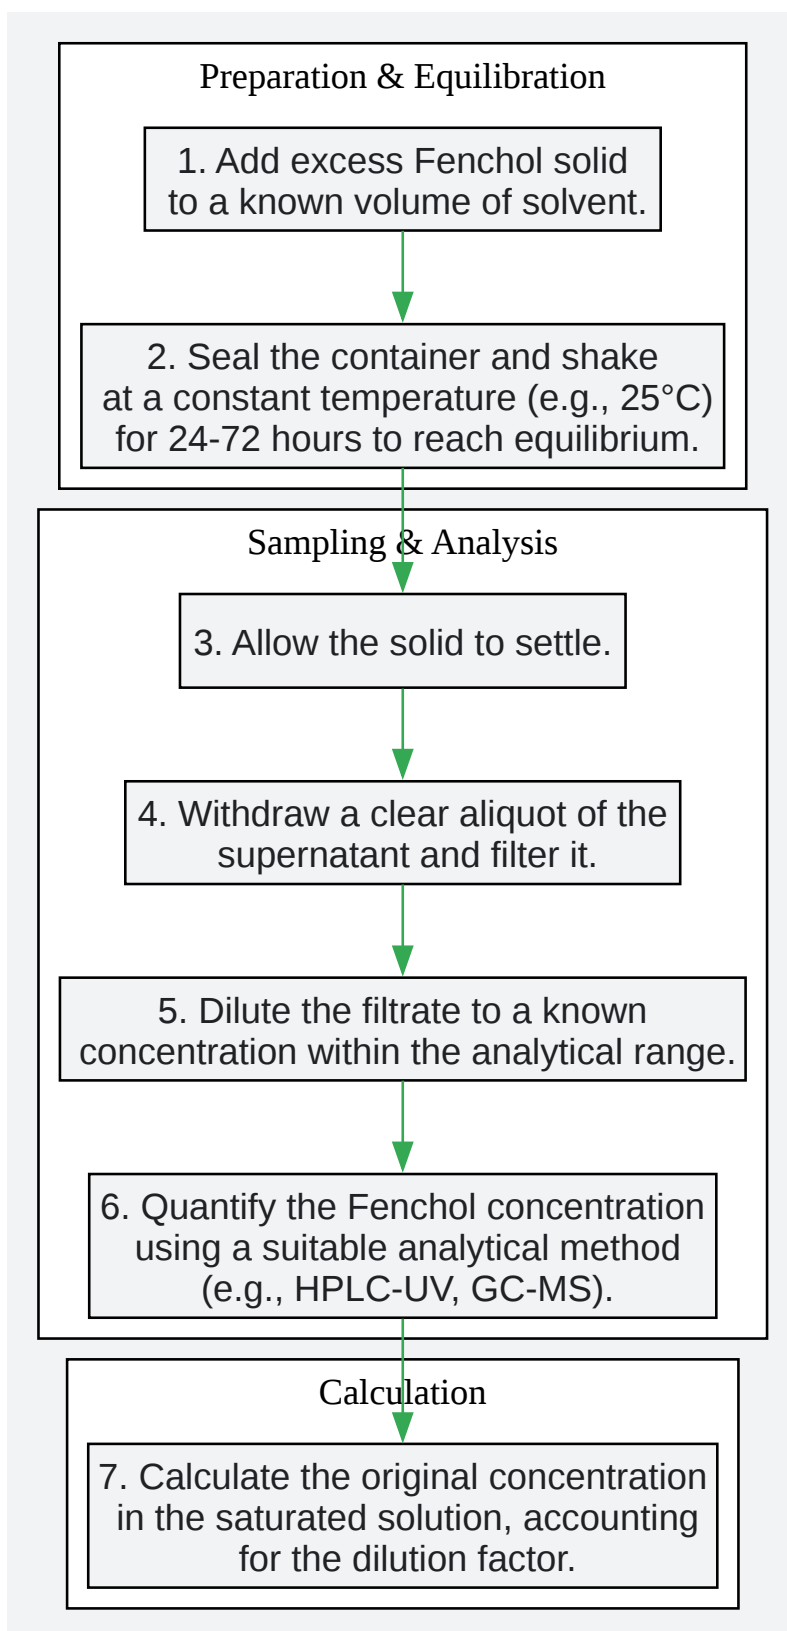 Preparation & Equilibration
1. Add excess Fenchol solid
to a known volume of solvent.
2. Seal the container and shake
at a constant temperature (e.g., 25°C)
for 24-72 hours to reach equilibrium.
Sampling & Analysis
3. Allow the solid to settle.
4. Withdraw a clear aliquot of the
supernatant and filter it.
5. Dilute the filtrate to a known
concentration within the analytical range.
6. Quantify the Fenchol concentration
using a suitable analytical method
(e.g., HPLC-UV, GC-MS).
Calculation
7. Calculate the original concentration
in the saturated solution, accounting
for the dilution factor.